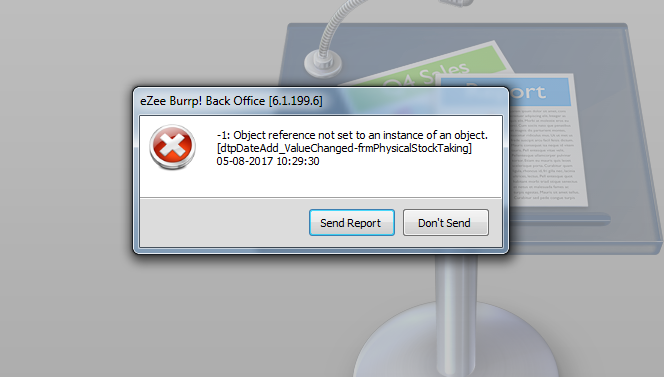 Q4 Sales
Report
eZee Burrp! Back Office [6.1.199.6]
-1: Object reference not set to an instance of an object.
[dtpDateAdd_ValueChanged-frmPhysicalStockTaking]
05-08-2017 10:29:30
Send Report
Don't Send